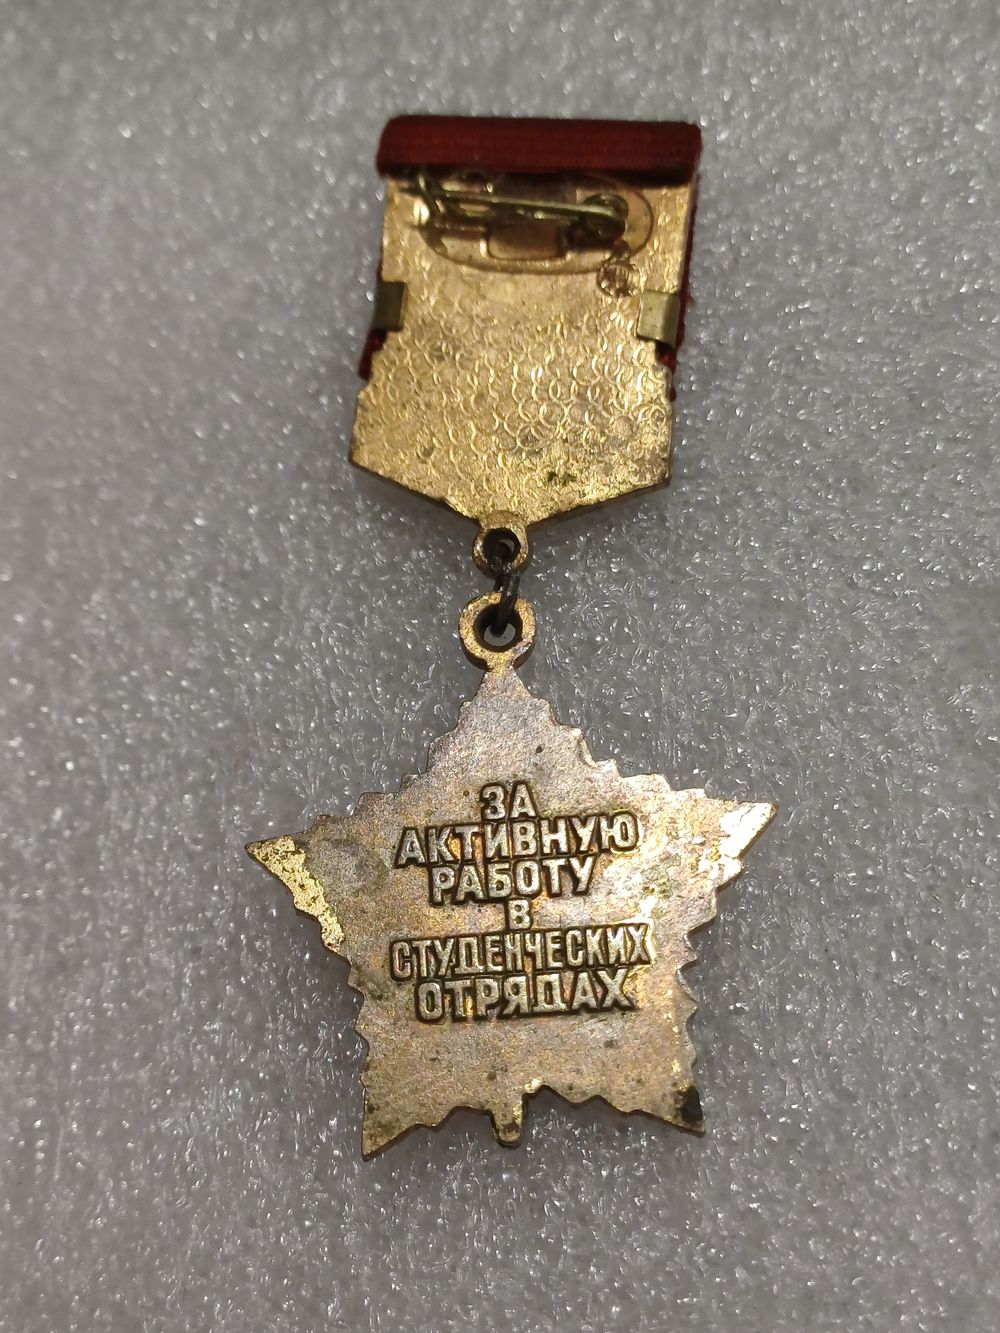 ЗА
АКТИВНУЮ
РАБОТУ
В
СТУДЕНЧЕСКИХ
ОТРЯДАХ